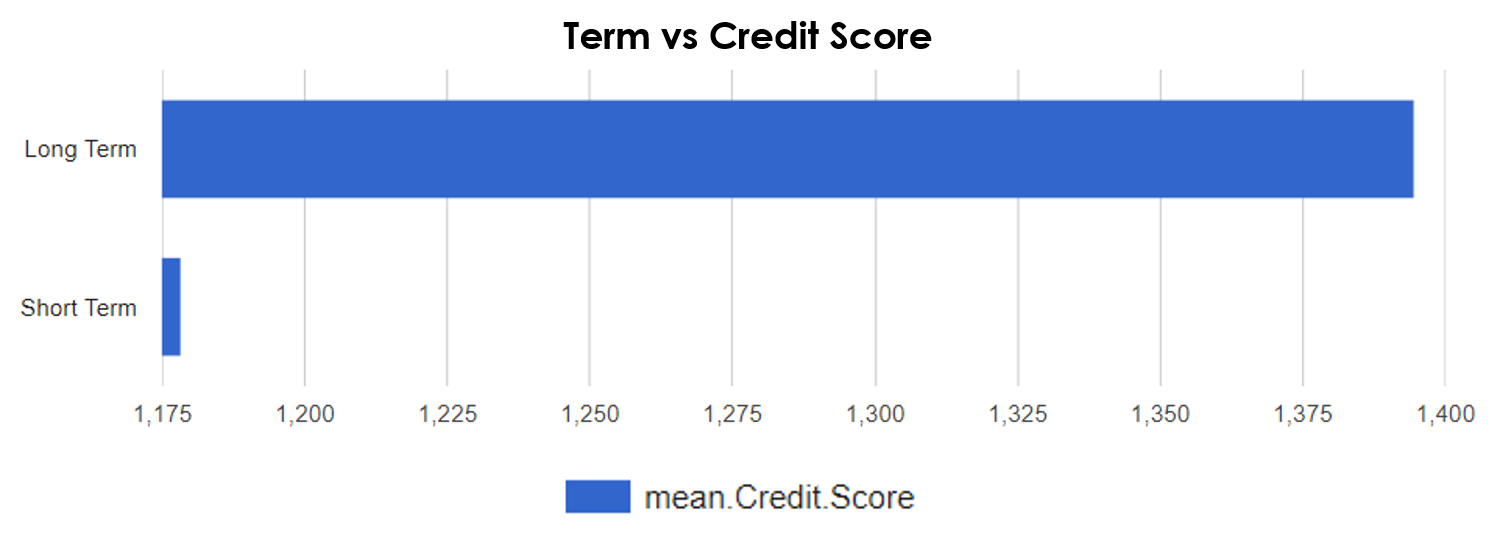 Term vs Credit Score
Long Term
Short Term
1,175 1,200 1,225 1,250 1,275 1,300 1,325 1,350 1,375 1,400
mean.Credit.Score